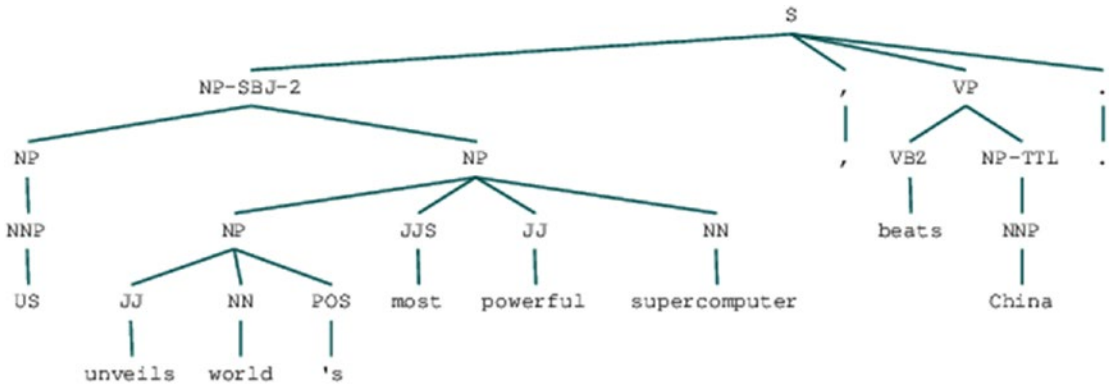 S
NP-SBJ-2 , VP .
NP NP , VBZ NP-TTL .
NNP NP JJS JJ NN beats NNP
US JJ NN POS most powerful supercomputer China
unveils world 's